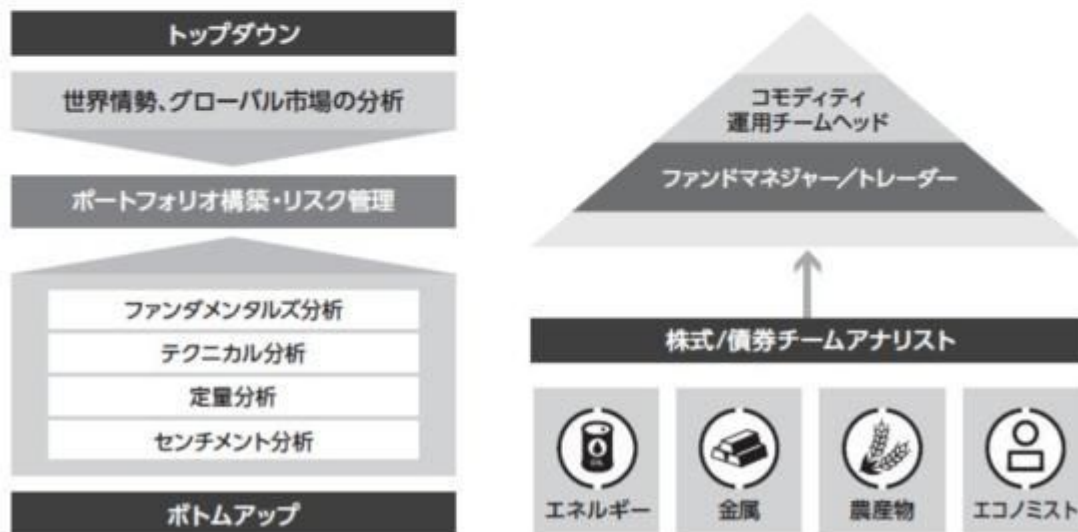 トップダウン
世界情勢、グローバル市場の分析
ポートフォリオ構築・リスク管理
ファンダメンタルズ分析
テクニカル分析
定量分析
センチメント分析
ボトムアップ
コモディティ
運用チームヘッド
ファンドマネジャー／トレーダー
株式/債券チームアナリスト
OIL
エネルギー
金属
農産物
エコノミスト